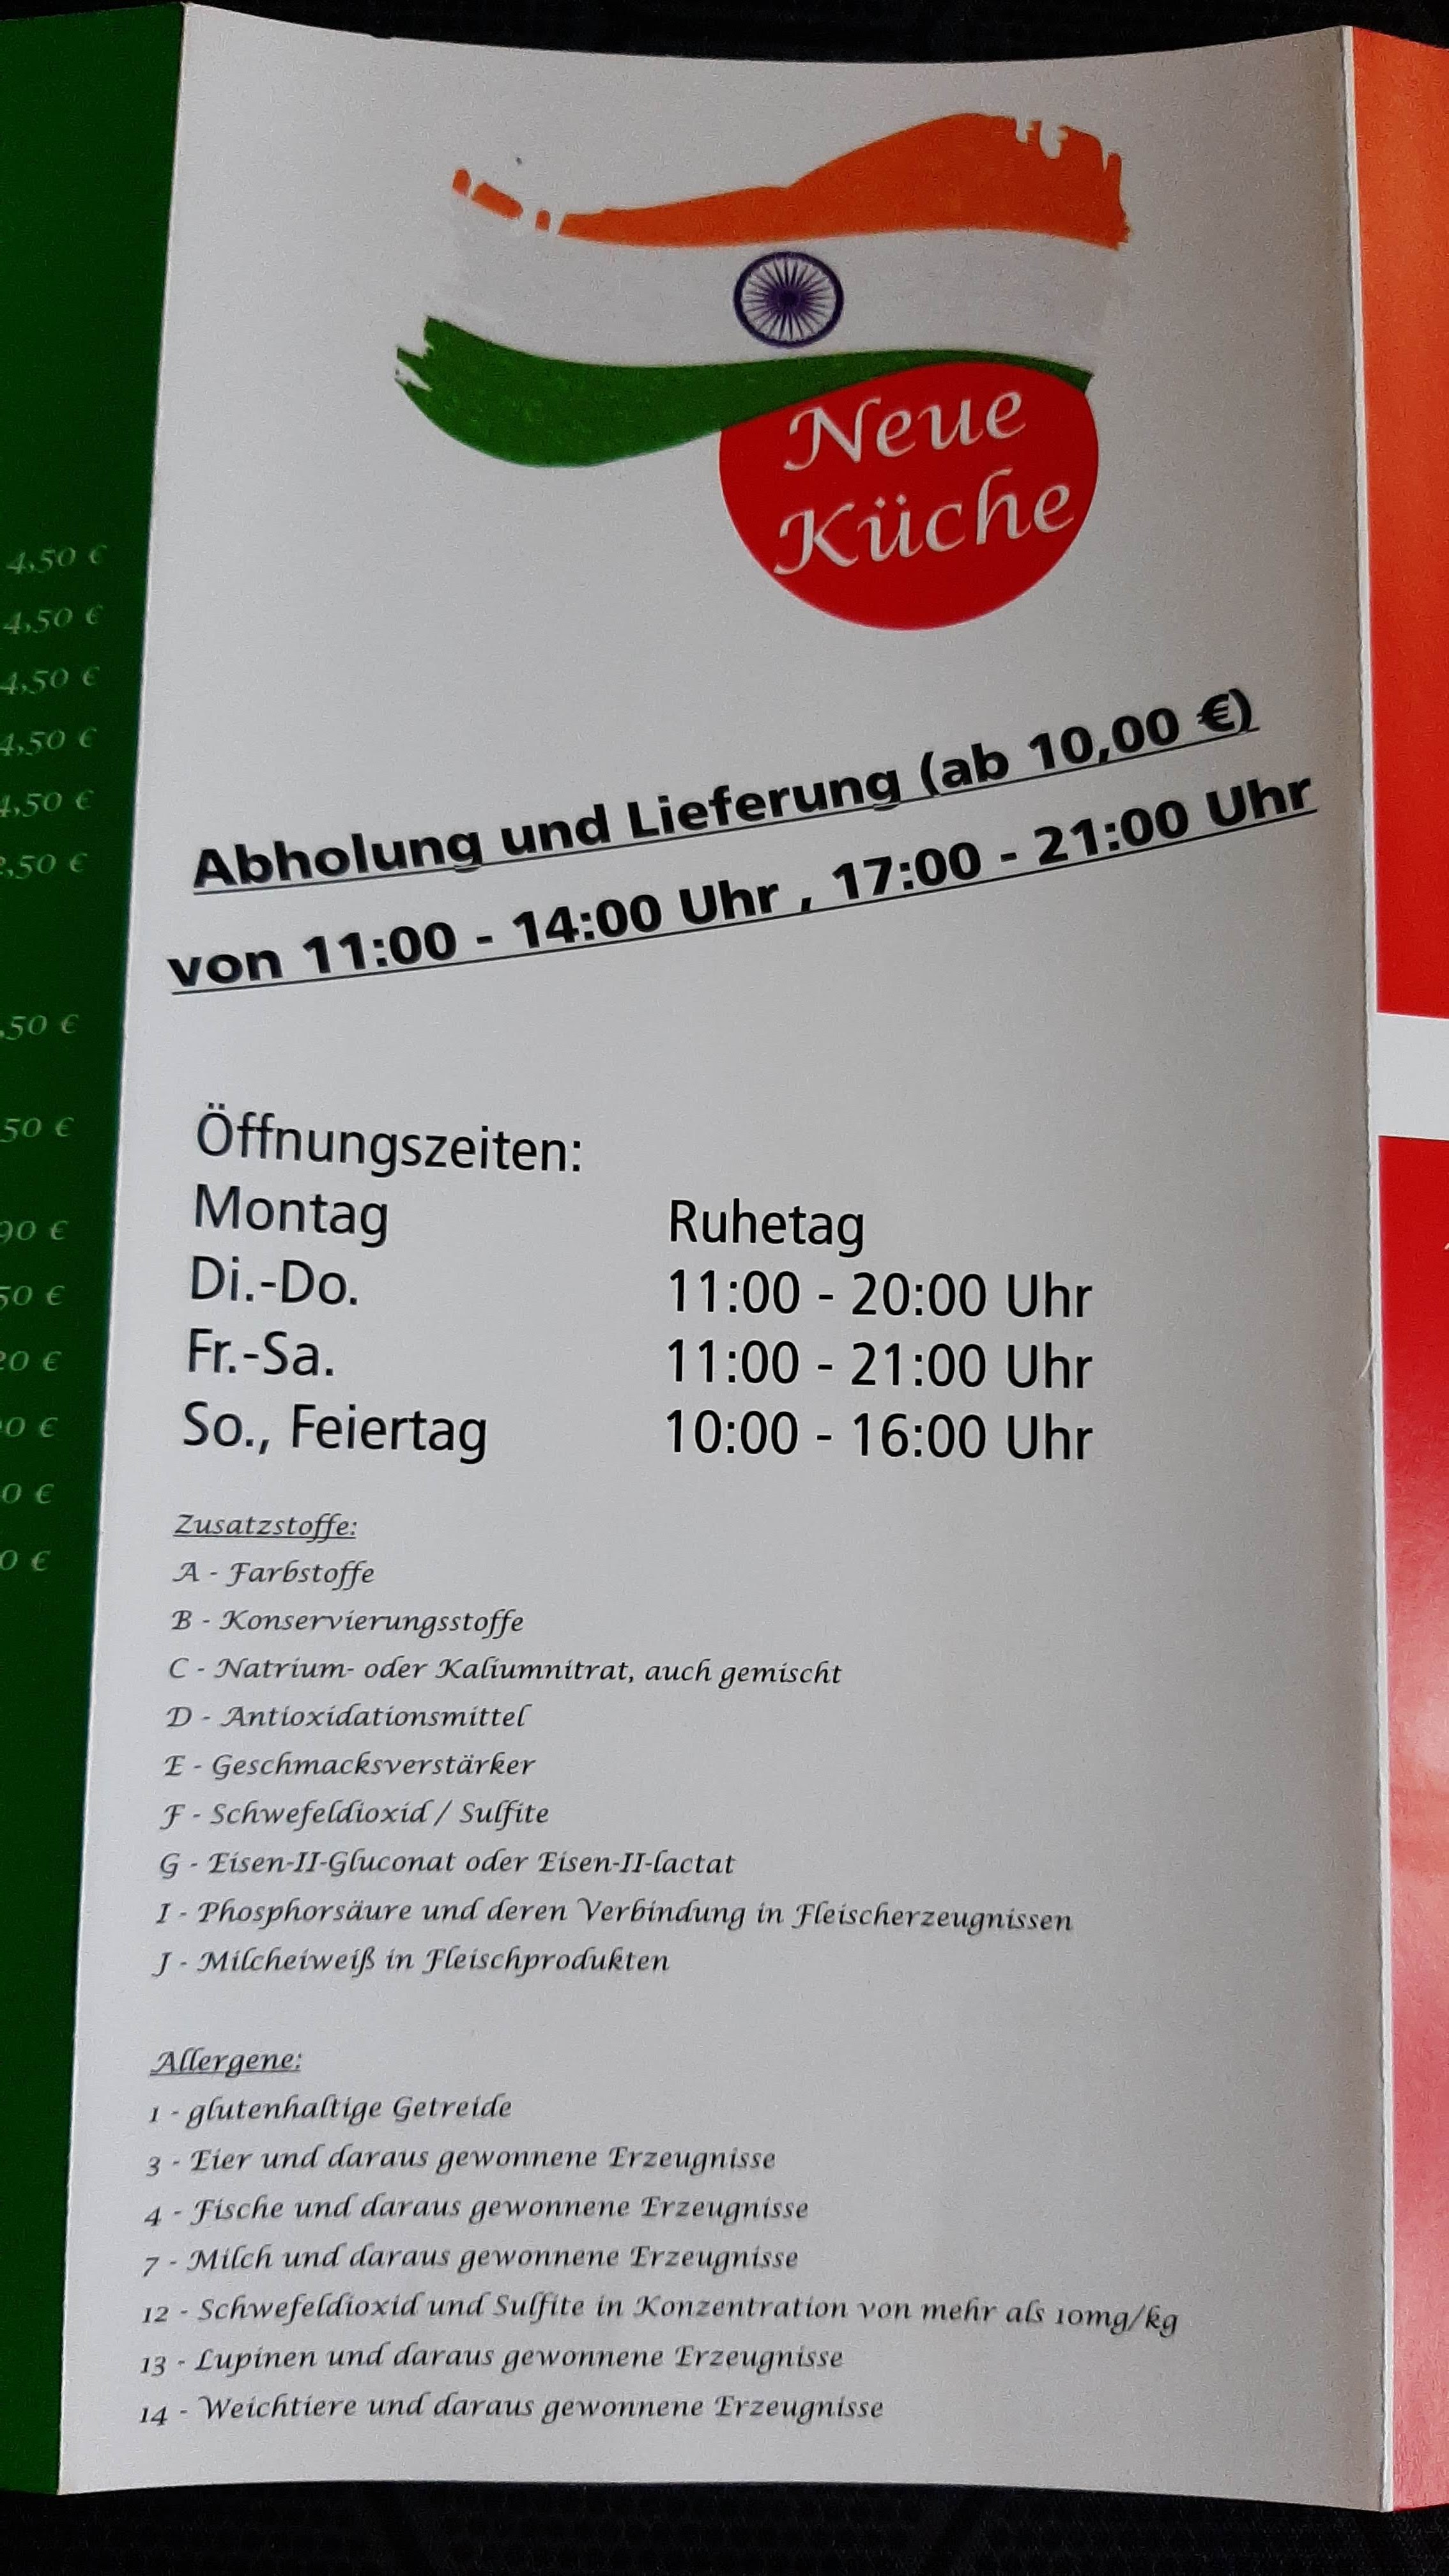 Neue
Küche
Abholung und Lieferung (ab 10,00 €)
von 11:00 - 14:00 Uhr , 17:00 - 21:00 Uhr
Öffnungszeiten:
Montag Ruhetag
Di.-Do. 11:00 - 20:00 Uhr
Fr.-Sa. 11:00 - 21:00 Uhr
So., Feiertag 10:00 - 16:00 Uhr
Zusatzstoffe:
A - Farbstoffe
B - Konservierungsstoffe
C - Natrium- oder Kaliumnitrat, auch gemischt
D - Antioxidationsmittel
E - Geschmacksverstärker
F - Schwefeldioxid / Sulfite
G - Eisen-II-Gluconat oder Eisen-II-lactat
I - Phosphorsäure und deren Verbindung in Fleischerzeugnissen
J - Milcheiweiß in Fleischprodukten
Allergene:
1 - glutenhaltige Getreide
3 - Eier und daraus gewonnene Erzeugnisse
4 - Fische und daraus gewonnene Erzeugnisse
7 - Milch und daraus gewonnene Erzeugnisse
12 - Schwefeldioxid und Sulfite in Konzentration von mehr als 10mg/kg
13 - Lupinen und daraus gewonnene Erzeugnisse
14 - Weichtiere und daraus gewonnene Erzeugnisse
4,50 €
4,50 €
4,50 €
4,50 €
4,50 €